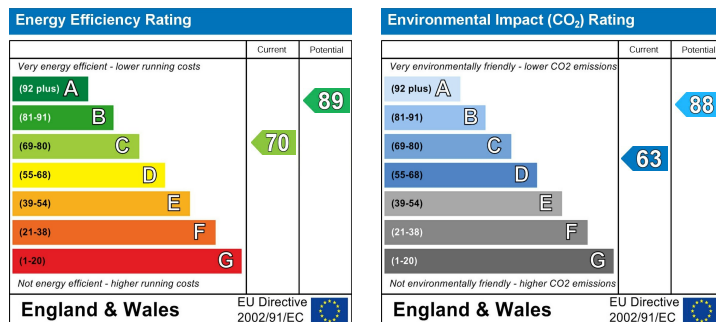 Energy Efficiency Rating
Current Potential
Very energy efficient - lower running costs
(92 plus) A
(81-91) B
(69-80) C
(55-68) D
(39-54) E
(21-38) F
(1-20) G
70
89
Not energy efficient - higher running costs
England & Wales
EU Directive
2002/91/EC
Environmental Impact (CO₂) Rating
Current Potential
Very environmentally friendly - lower CO2 emissions
(92 plus) A
(81-91) B
(69-80) C
(55-68) D
(39-54) E
(21-38) F
(1-20) G
63
88
Not environmentally friendly - higher CO2 emissions
England & Wales
EU Directive
2002/91/EC